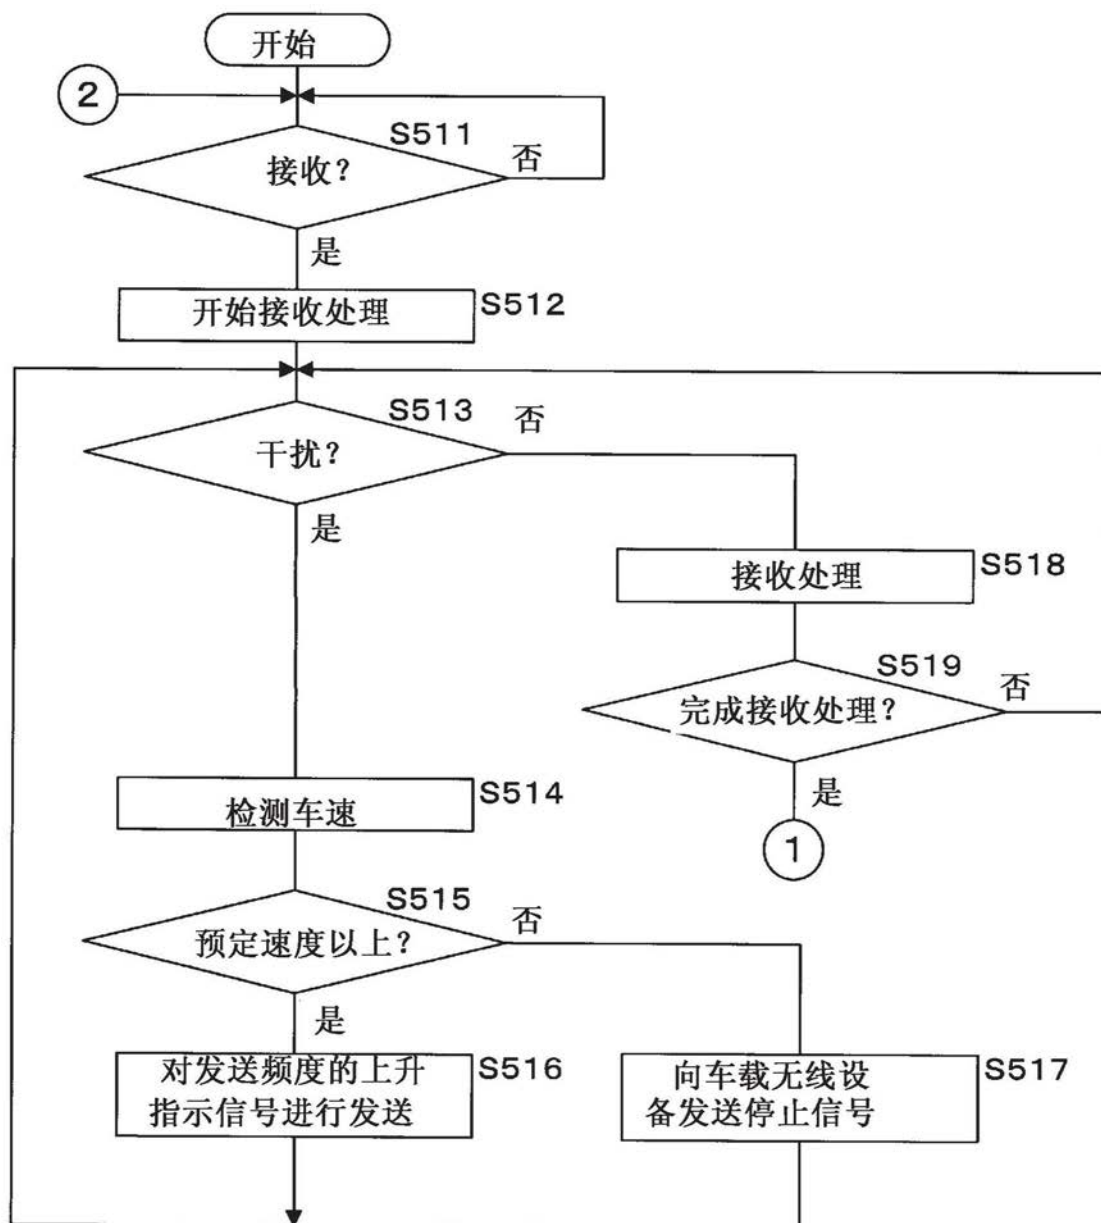 开始
2
S511
接收？
否
是
开始接收处理
S512
S513
干扰？
否
是
接收处理
S518
S519
完成接收处理？
否
是
1
检测车速
S514
S515
预定速度以上？
否
是
对发送频度的上升
指示信号进行发送
S516
向车载无线设
备发送停止信号
S517